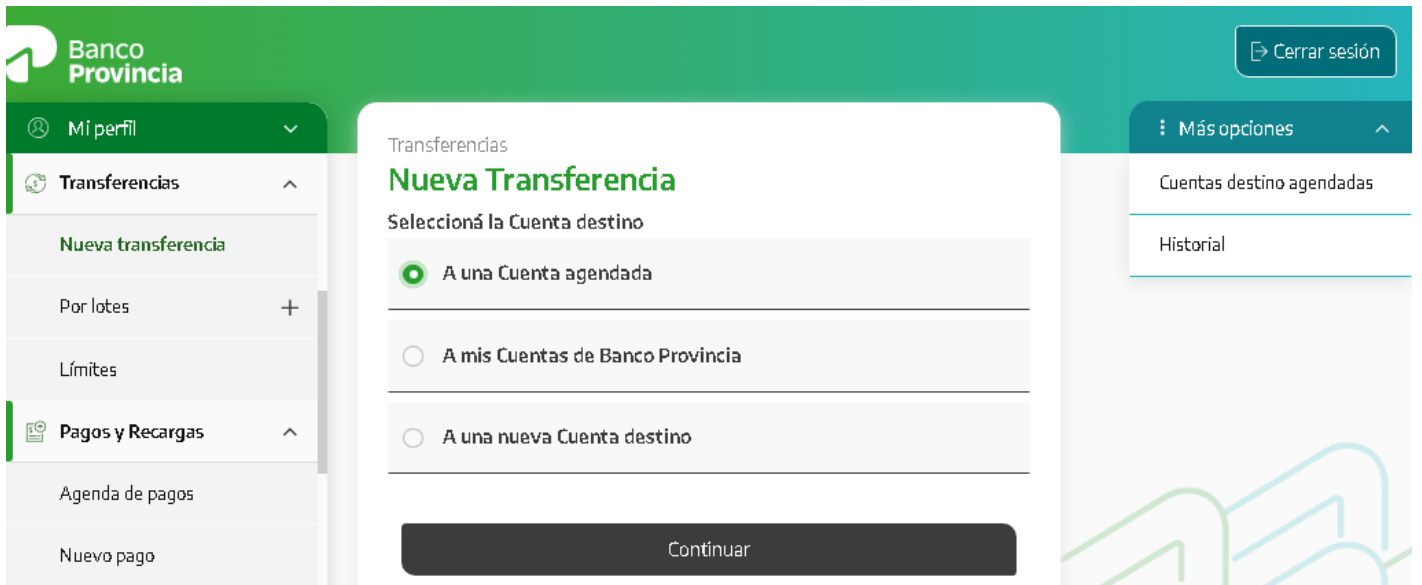 Banco
Provincia
Cerrar sesión
Mi perfil
Transferencias
Nueva transferencia
Por lotes
Límites
Pagos y Recargas
Agenda de pagos
Nuevo pago
Transferencias
Nueva Transferencia
Seleccioná la Cuenta destino
A una Cuenta agendada
A mis Cuentas de Banco Provincia
A una nueva Cuenta destino
Continuar
Más opciones
Cuentas destino agendadas
Historial